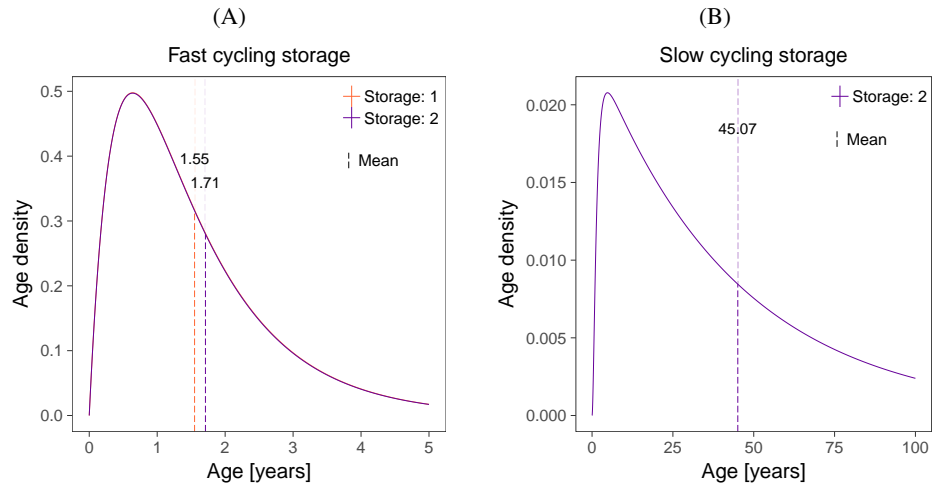 (A)
Fast cycling storage
0.5
0.4
0.3
0.2
0.1
0.0
Age density
Storage: 1
Storage: 2
Mean
1.55
1.71
0
1
2
3
4
5
Age [years]
(B)
Slow cycling storage
0.020
0.015
0.010
0.005
0.000
Age density
Storage: 2
Mean
45.07
0
25
50
75
100
Age [years]